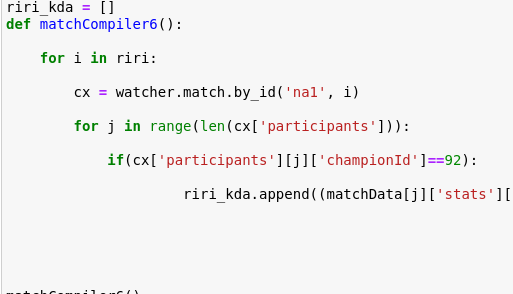 riri_kda = []
def matchCompiler6():
for i in riri:
cx = watcher.match.by_id('na1', i)
for j in range(len(cx['participants'])):
if(cx['participants'][j]['championId']==92):
riri_kda.append((matchData[j]['stats'][
matchCompiler6()